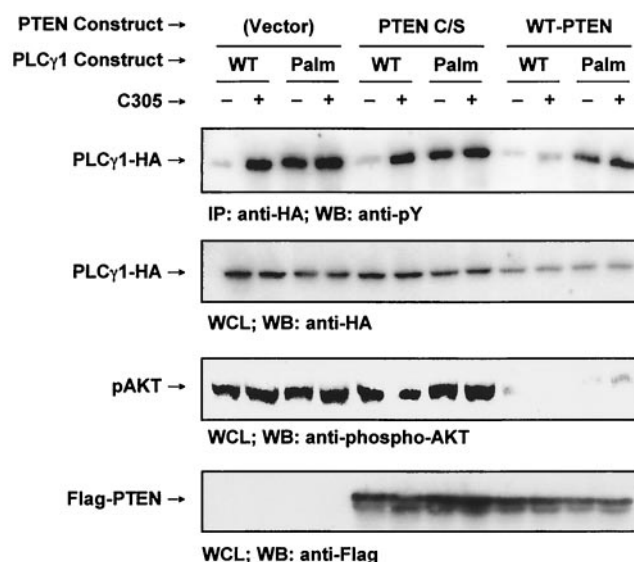 PTEN Construct → (Vector) PTEN C/S WT-PTEN
PLCγ1 Construct → WT Palm WT Palm WT Palm
C305 → – + – + – + – + – + – +
PLCγ1-HA →
IP: anti-HA; WB: anti-pY
PLCγ1-HA →
WCL; WB: anti-HA
pAKT →
WCL; WB: anti-phospho-AKT
Flag-PTEN →
WCL; WB: anti-Flag